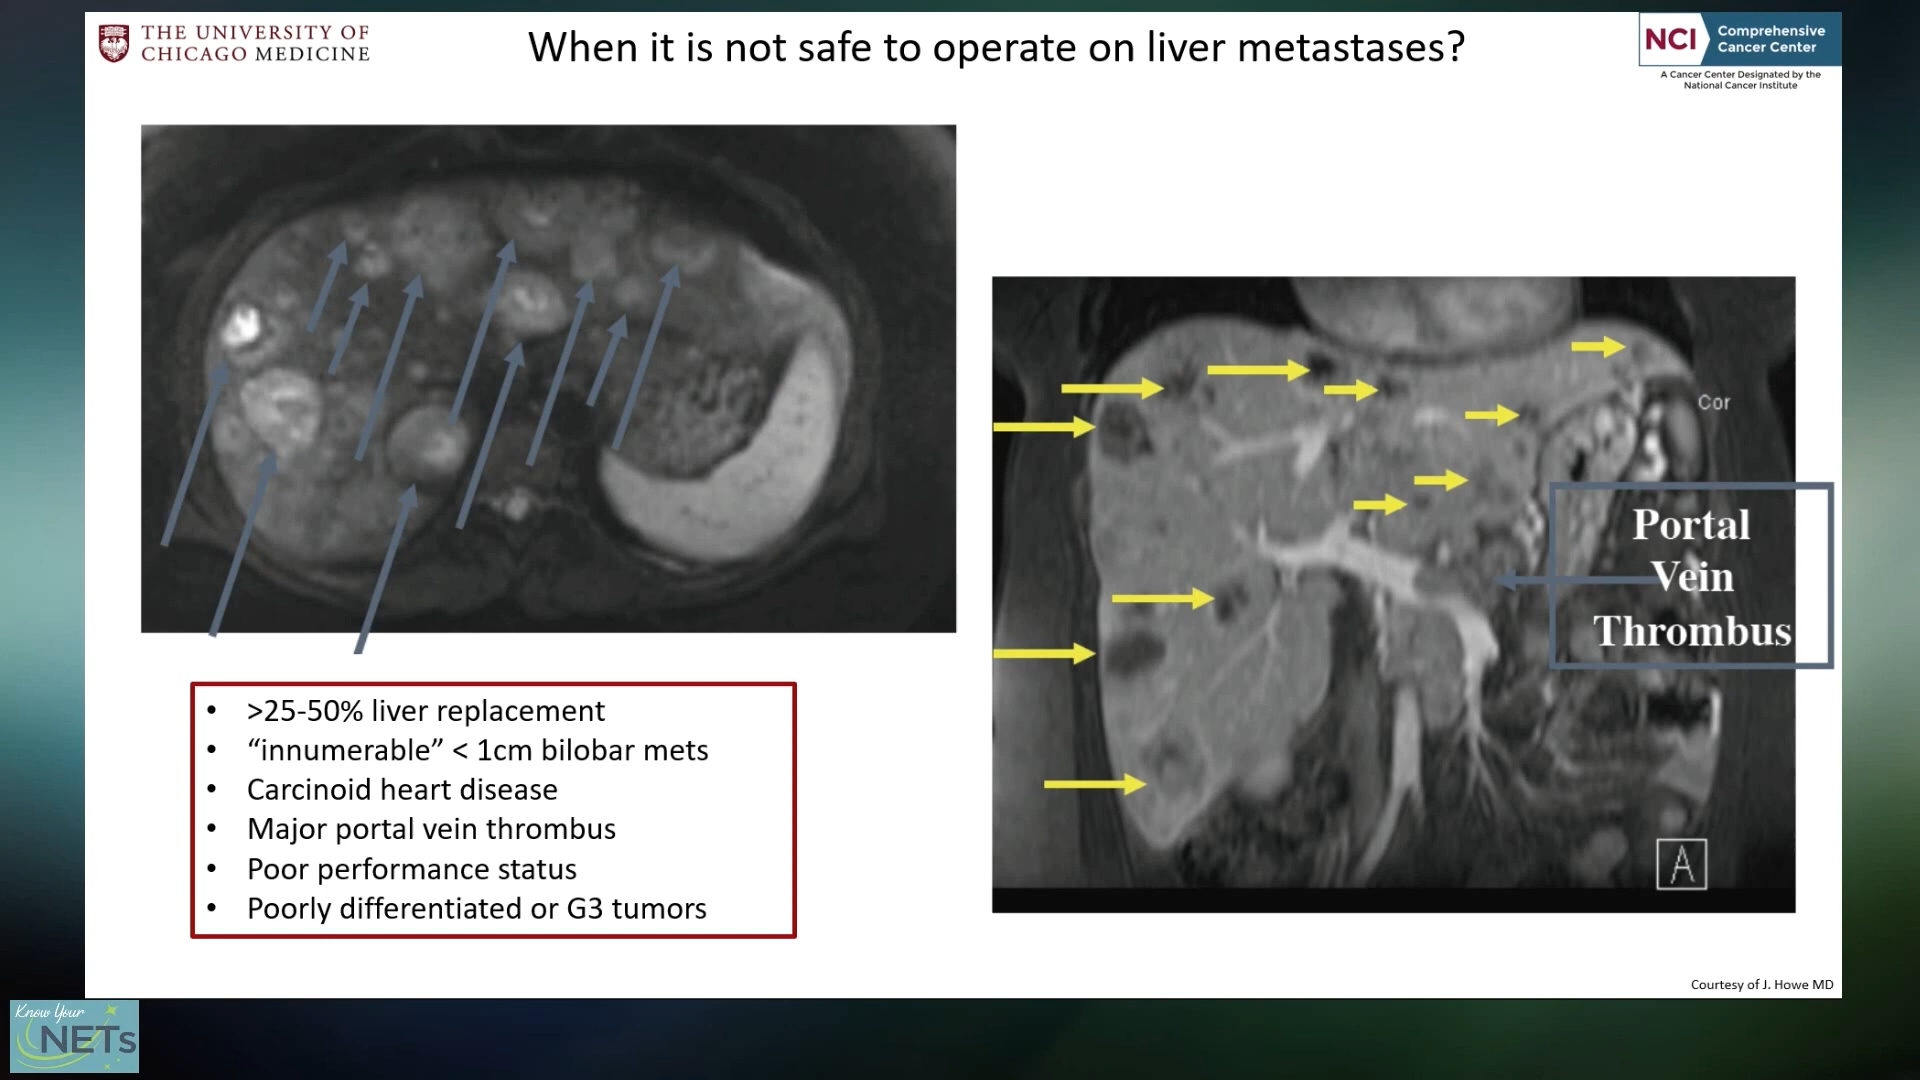 THE UNIVERSITY OF
CHICAGO MEDICINE
When it is not safe to operate on liver metastases?
NCI
Comprehensive
Cancer Center
A Cancer Center Designated by the
National Cancer Institute
Cor
Portal
Vein
Thrombus
• >25-50% liver replacement
• “innumerable” < 1cm bilobar mets
• Carcinoid heart disease
• Major portal vein thrombus
• Poor performance status
• Poorly differentiated or G3 tumors
A
Courtesy of J. Howe MD
Know Your
NETs